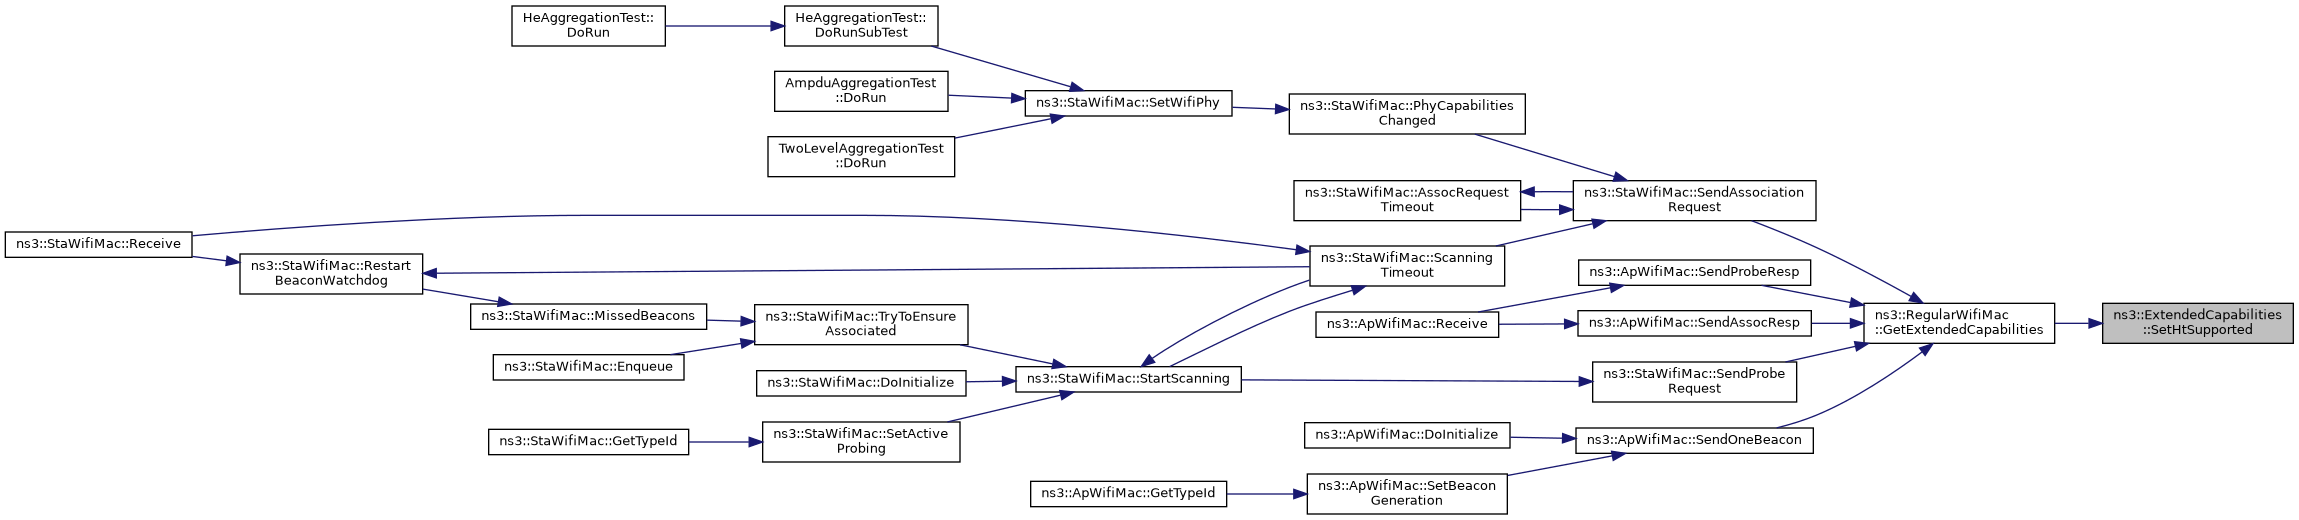 HeAggregationTest::
DoRun
HeAggregationTest::
DoRunSubTest
AmpduAggregationTest
::DoRun
ns3::StaWifiMac::SetWifiPhy
ns3::StaWifiMac::PhyCapabilities
Changed
TwoLevelAggregationTest
::DoRun
ns3::StaWifiMac::AssocRequest
Timeout
ns3::StaWifiMac::SendAssociation
Request
ns3::StaWifiMac::Receive
ns3::StaWifiMac::Restart
BeaconWatchdog
ns3::StaWifiMac::Scanning
Timeout
ns3::ApWifiMac::SendProbeResp
ns3::StaWifiMac::MissedBeacons
ns3::StaWifiMac::TryToEnsure
Associated
ns3::ApWifiMac::Receive
ns3::ApWifiMac::SendAssocResp
ns3::RegularWifiMac
::GetExtendedCapabilities
ns3::ExtendedCapabilities
::SetHtSupported
ns3::StaWifiMac::Enqueue
ns3::StaWifiMac::DoInitialize
ns3::StaWifiMac::StartScanning
ns3::StaWifiMac::SendProbe
Request
ns3::StaWifiMac::GetTypeId
ns3::StaWifiMac::SetActive
Probing
ns3::ApWifiMac::DoInitialize
ns3::ApWifiMac::SendOneBeacon
ns3::ApWifiMac::GetTypeId
ns3::ApWifiMac::SetBeacon
Generation